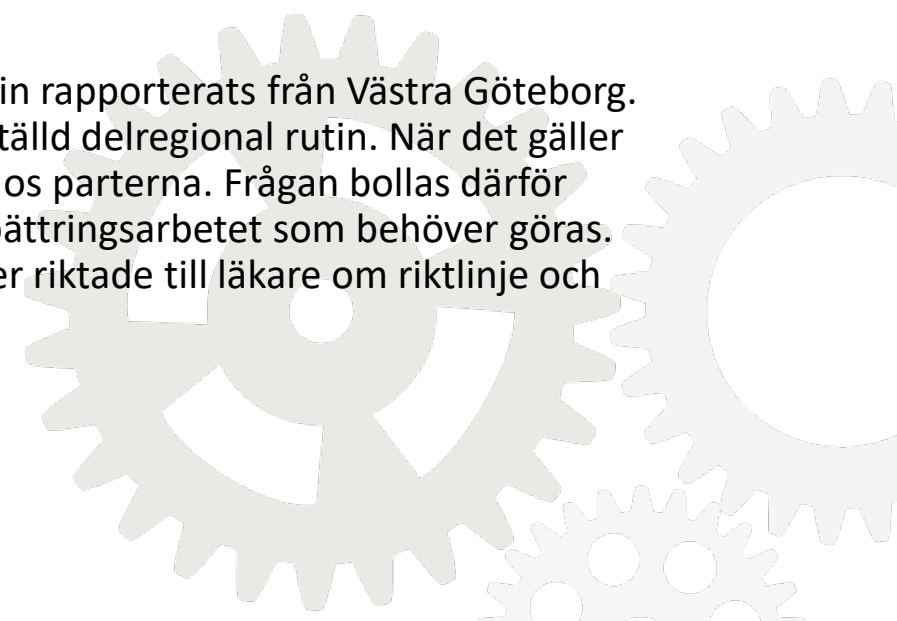 in rapporterats från Västra Göteborg.
tälld delregional rutin. När det gäller
os parterna. Frågan bollas därför
bättringsarbetet som behöver göras.
er riktade till läkare om riktlinje och